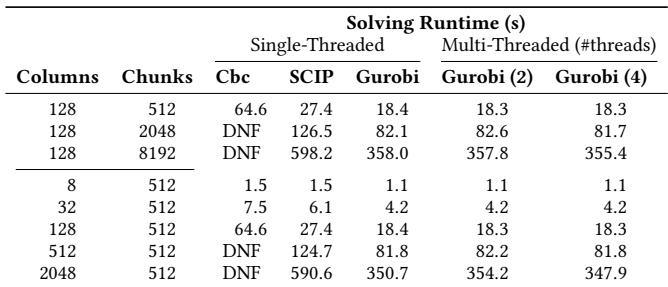 Solving Runtime (s)
Single-Threaded Multi-Threaded (#threads)
Columns Chunks Cbc SCIP Gurobi Gurobi (2) Gurobi (4)
128 512 64.6 27.4 18.4 18.3 18.3
128 2048 DNF 126.5 82.1 82.6 81.7
128 8192 DNF 598.2 358.0 357.8 355.4
8 512 1.5 1.5 1.1 1.1 1.1
32 512 7.5 6.1 4.2 4.2 4.2
128 512 64.6 27.4 18.4 18.3 18.3
512 512 DNF 124.7 81.8 82.2 81.8
2048 512 DNF 590.6 350.7 354.2 347.9